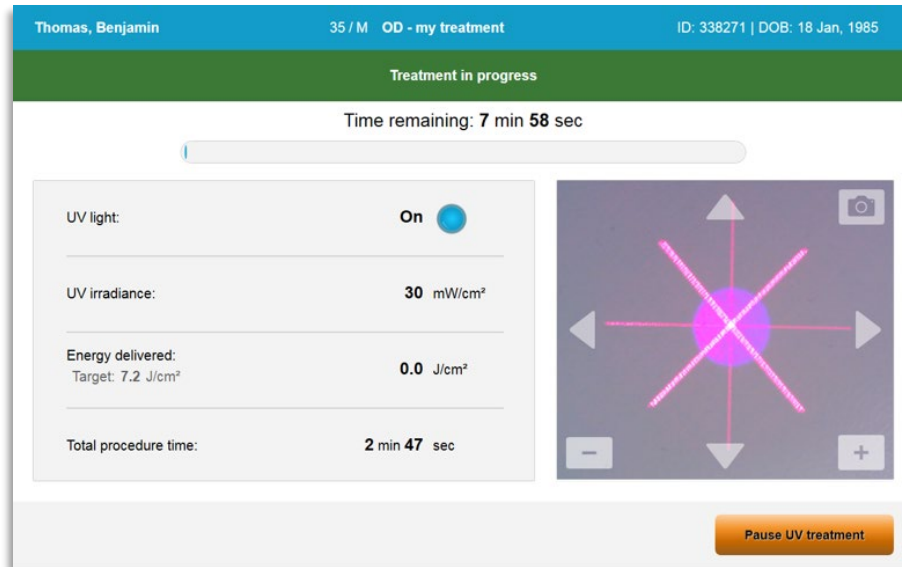 Thomas, Benjamin 35 / M OD - my treatment ID: 338271 | DOB: 18 Jan, 1985
Treatment in progress
Time remaining: 7 min 58 sec
UV light: On
UV irradiance: 30 mW/cm²
Energy delivered:
Target: 7.2 J/cm² 0.0 J/cm²
Total procedure time: 2 min 47 sec
Pause UV treatment